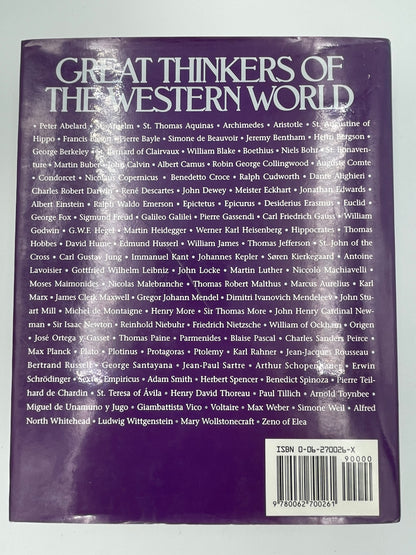 GREAT THINKERS OF
THE WESTERN WORLD
• Peter Abelard • St. Anselm • St. Thomas Aquinas • Archimedes • Aristotle • St. Augustine of
Hippo • Francis Bacon • Pierre Bayle • Simone de Beauvoir • Jeremy Bentham • Henri Bergson •
George Berkeley • St. Bernard of Clairvaux • William Blake • Boethius • Niels Bohr • St. Bonaven-
ture • Martin Buber • John Calvin • Albert Camus • Robin George Collingwood • Auguste Comte
• Condorcet • Nicolaus Copernicus • Benedetto Croce • Ralph Cudworth • Dante Alighieri •
Charles Robert Darwin • René Descartes • John Dewey • Meister Eckhart • Jonathan Edwards •
Albert Einstein • Ralph Waldo Emerson • Epictetus • Epicurus • Desiderius Erasmus • Euclid •
George Fox • Sigmund Freud • Galileo Galilei • Pierre Gassendi • Carl Friedrich Gauss • William
Godwin • G.W.F. Hegel • Martin Heidegger • Werner Karl Heisenberg • Hippocrates • Thomas
Hobbes • David Hume • Edmund Husserl • William James • Thomas Jefferson • St. John of the
Cross • Carl Gustav Jung • Immanuel Kant • Johannes Kepler • Søren Kierkegaard • Antoine
Lavoisier • Gottfried Wilhelm Leibniz • John Locke • Martin Luther • Niccolo Machiavelli •
Moses Maimonides • Nicolas Malebranche • Thomas Robert Malthus • Marcus Aurelius • Karl
Marx • James Clerk Maxwell • Gregor Johann Mendel • Dimitri Ivanovich Mendeleev • John Stu-
art Mill • Michel de Montaigne • Henry More • Sir Thomas More • John Henry Cardinal New-
man • Sir Isaac Newton • Reinhold Niebuhr • Friedrich Nietzsche • William of Ockham • Origen
• José Ortega y Gasset • Thomas Paine • Parmenides • Blaise Pascal • Charles Sanders Peirce •
Max Planck • Plato • Plotinus • Protagoras • Ptolemy • Karl Rahner • Jean-Jacques Rousseau •
Bertrand Russell • George Santayana • Jean-Paul Sartre • Arthur Schopenhauer • Erwin
Schrödinger • Sextus Empiricus • Adam Smith • Herbert Spencer • Benedict Spinoza • Pierre Teil-
hard de Chardin • St. Teresa of Ávila • Henry David Thoreau • Paul Tillich • Arnold Toynbee •
Miguel de Unamuno y Jugo • Giambattista Vico • Voltaire • Max Weber • Simone Weil • Alfred
North Whitehead • Ludwig Wittgenstein • Mary Wollstonecraft • Zeno of Elea
ISBN 0-06-270026-X
90000
9 780062 700261